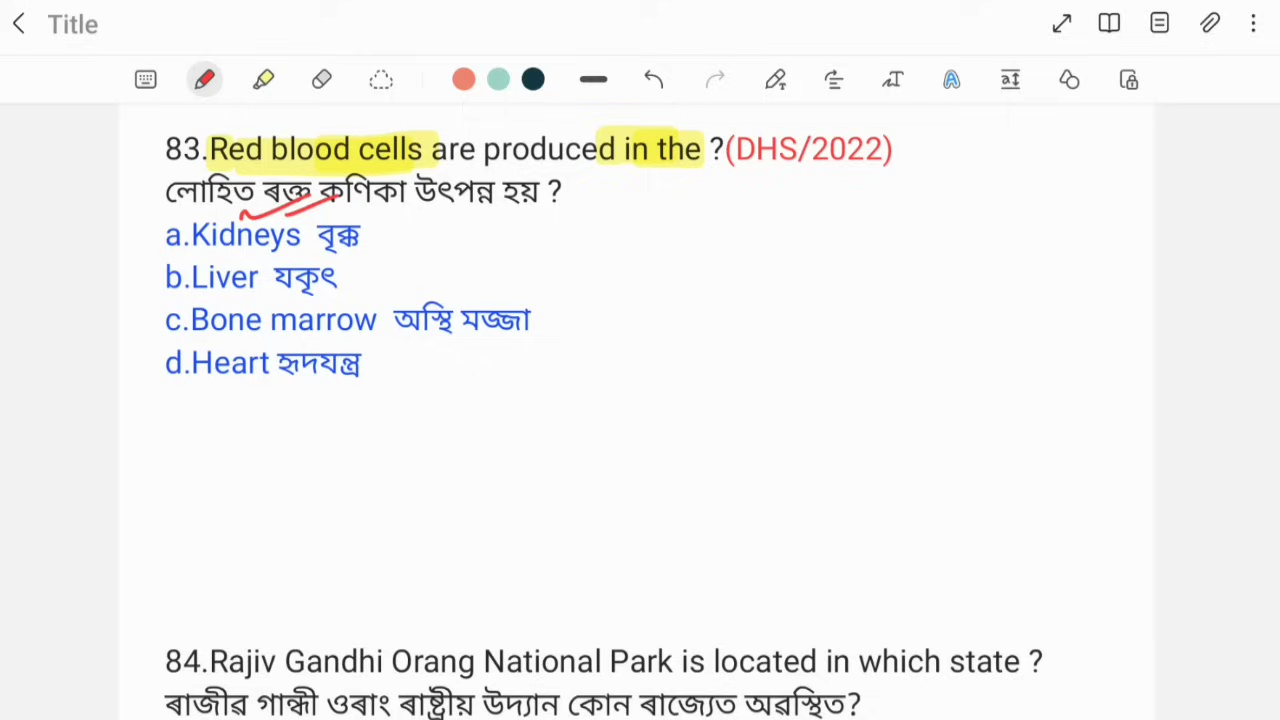 Title
83.Red blood cells are produced in the ?(DHS/2022)
লোহিত ৰক্ত কণিকা উৎপন্ন হয় ?
a.Kidneys বৃক্ক
b.Liver যকৃৎ
c.Bone marrow অস্থি মজ্জা
d.Heart হৃদযন্ত্ৰ
84.Rajiv Gandhi Orang National Park is located in which state ?
ৰাজীৱ গান্ধী ওৰাং ৰাষ্ট্ৰীয় উদ্যান কোন ৰাজ্যেত অৱস্থিত?